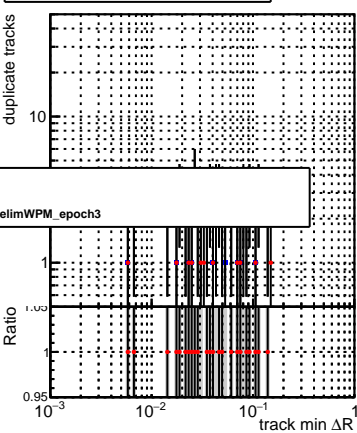 duplicate tracks
10
elimWPM_epoch3
1
1.05
Ratio
1
0.95
10−3
10−2
10−1
1
track min ΔR